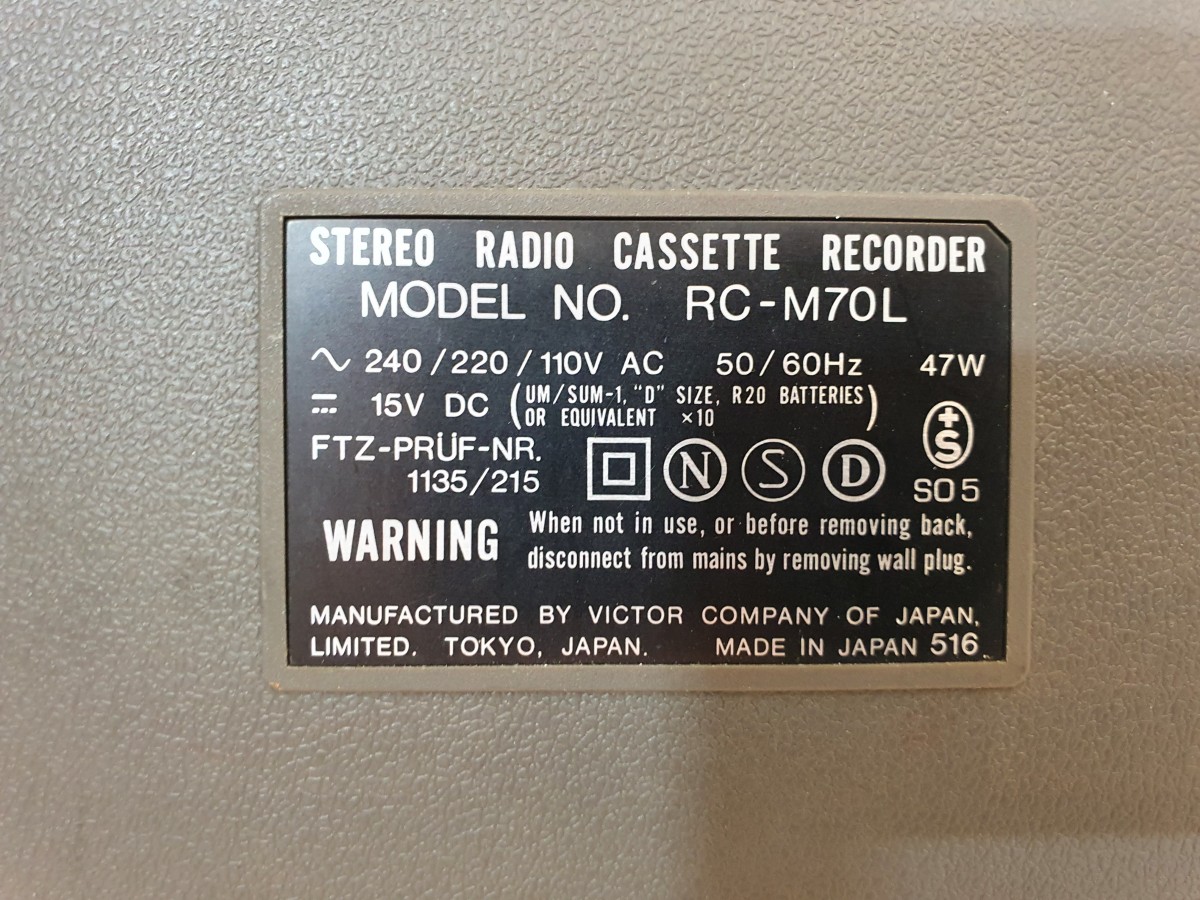 STEREO RADIO CASSETTE RECORDER
MODEL NO. RC-M70L
∿ 240/220/110V AC 50/60Hz 47W
⎓ 15V DC (UM/SUM-1, "D" SIZE, R20 BATTERIES
OR EQUIVALENT ×10)
FTZ-PRÜF-NR.
1135/215
N S D
+S
SO5
WARNING
When not in use, or before removing back,
disconnect from mains by removing wall plug.
MANUFACTURED BY VICTOR COMPANY OF JAPAN,
LIMITED. TOKYO, JAPAN. MADE IN JAPAN 516